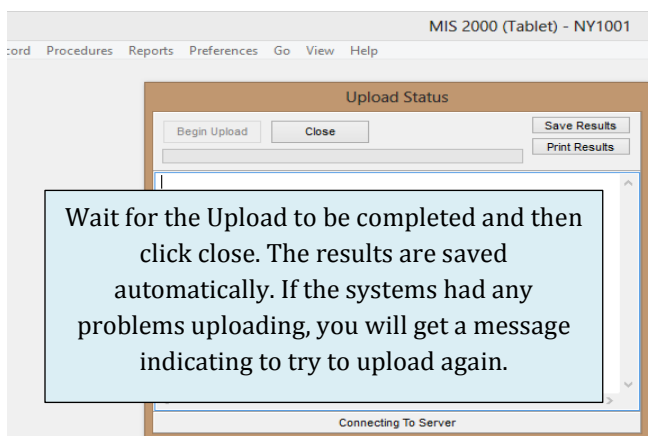 MIS 2000 (Tablet) - NY1001
cord Procedures Reports Preferences Go View Help
Upload Status
Begin Upload Close Save Results
Print Results
Wait for the Upload to be completed and then
click close. The results are saved
automatically. If the systems had any
problems uploading, you will get a message
indicating to try to upload again.
Connecting To Server